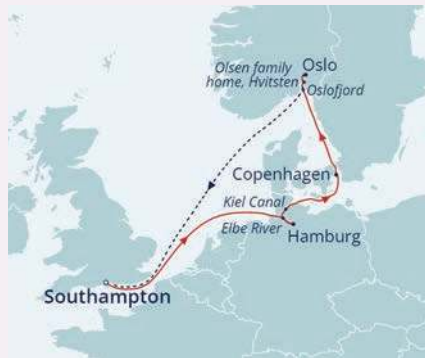 Oslo
Olsen family
home, Hvitsten
Oslofjord
Copenhagen
Kiel Canal
Elbe River
Hamburg
Southampton